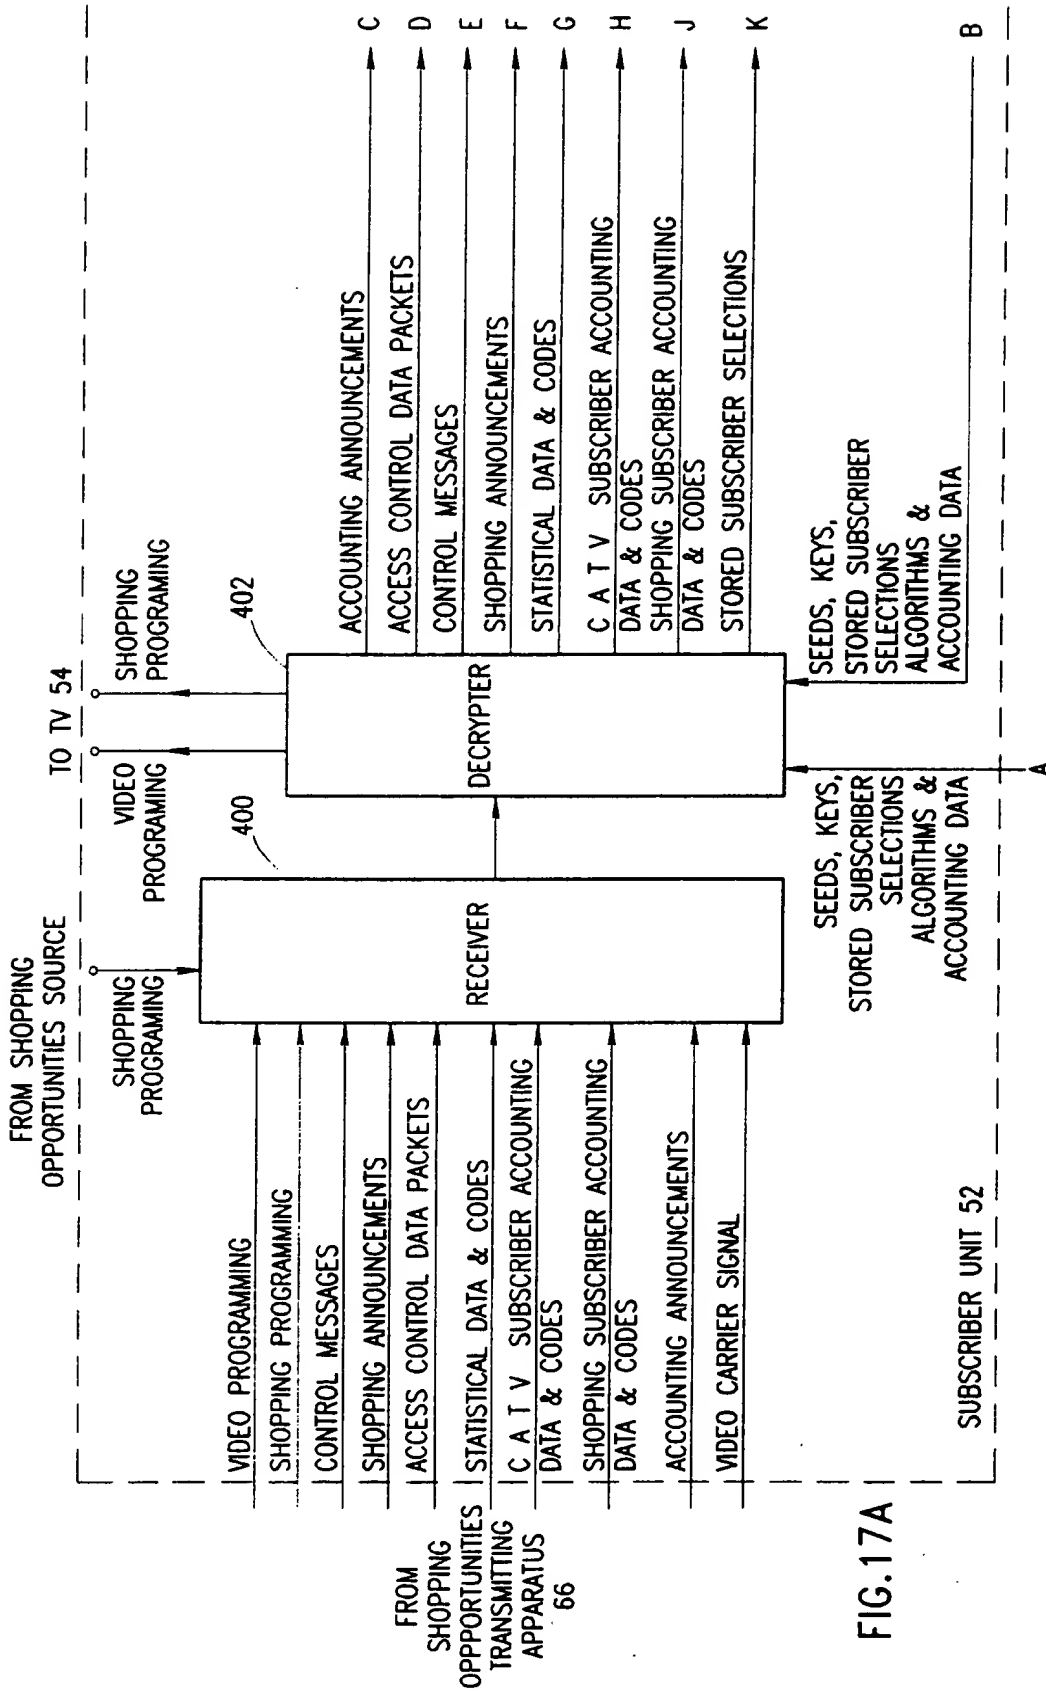 FROM SHOPPING
OPPORTUNITIES SOURCE
SHOPPING
PROGRAMING
TO TV 54
VIDEO
PROGRAMING
SHOPPING
PROGRAMING
400
402
VIDEO PROGRAMMING
SHOPPING PROGRAMMING
CONTROL MESSAGES
SHOPPING ANNOUNCEMENTS
ACCESS CONTROL DATA PACKETS
STATISTICAL DATA & CODES
C A T V SUBSCRIBER ACCOUNTING
DATA & CODES
SHOPPING SUBSCRIBER ACCOUNTING
DATA & CODES
ACCOUNTING ANNOUNCEMENTS
VIDEO CARRIER SIGNAL
FROM
SHOPPING
OPPPORTUNITIES
TRANSMITTING
APPARATUS
66
RECEIVER
DECRYPTER
ACCOUNTING ANNOUNCEMENTS
C
ACCESS CONTROL DATA PACKETS
D
CONTROL MESSAGES
E
SHOPPING ANNOUNCEMENTS
F
STATISTICAL DATA & CODES
G
C A T V SUBSCRIBER ACCOUNTING
DATA & CODES
H
SHOPPING SUBSCRIBER ACCOUNTING
DATA & CODES
J
STORED SUBSCRIBER SELECTIONS
K
SEEDS, KEYS,
STORED SUBSCRIBER
SELECTIONS
ALGORITHMS &
ACCOUNTING DATA
A
SEEDS, KEYS,
STORED SUBSCRIBER
SELECTIONS
ALGORITHMS &
ACCOUNTING DATA
B
SUBSCRIBER UNIT 52
FIG.17A